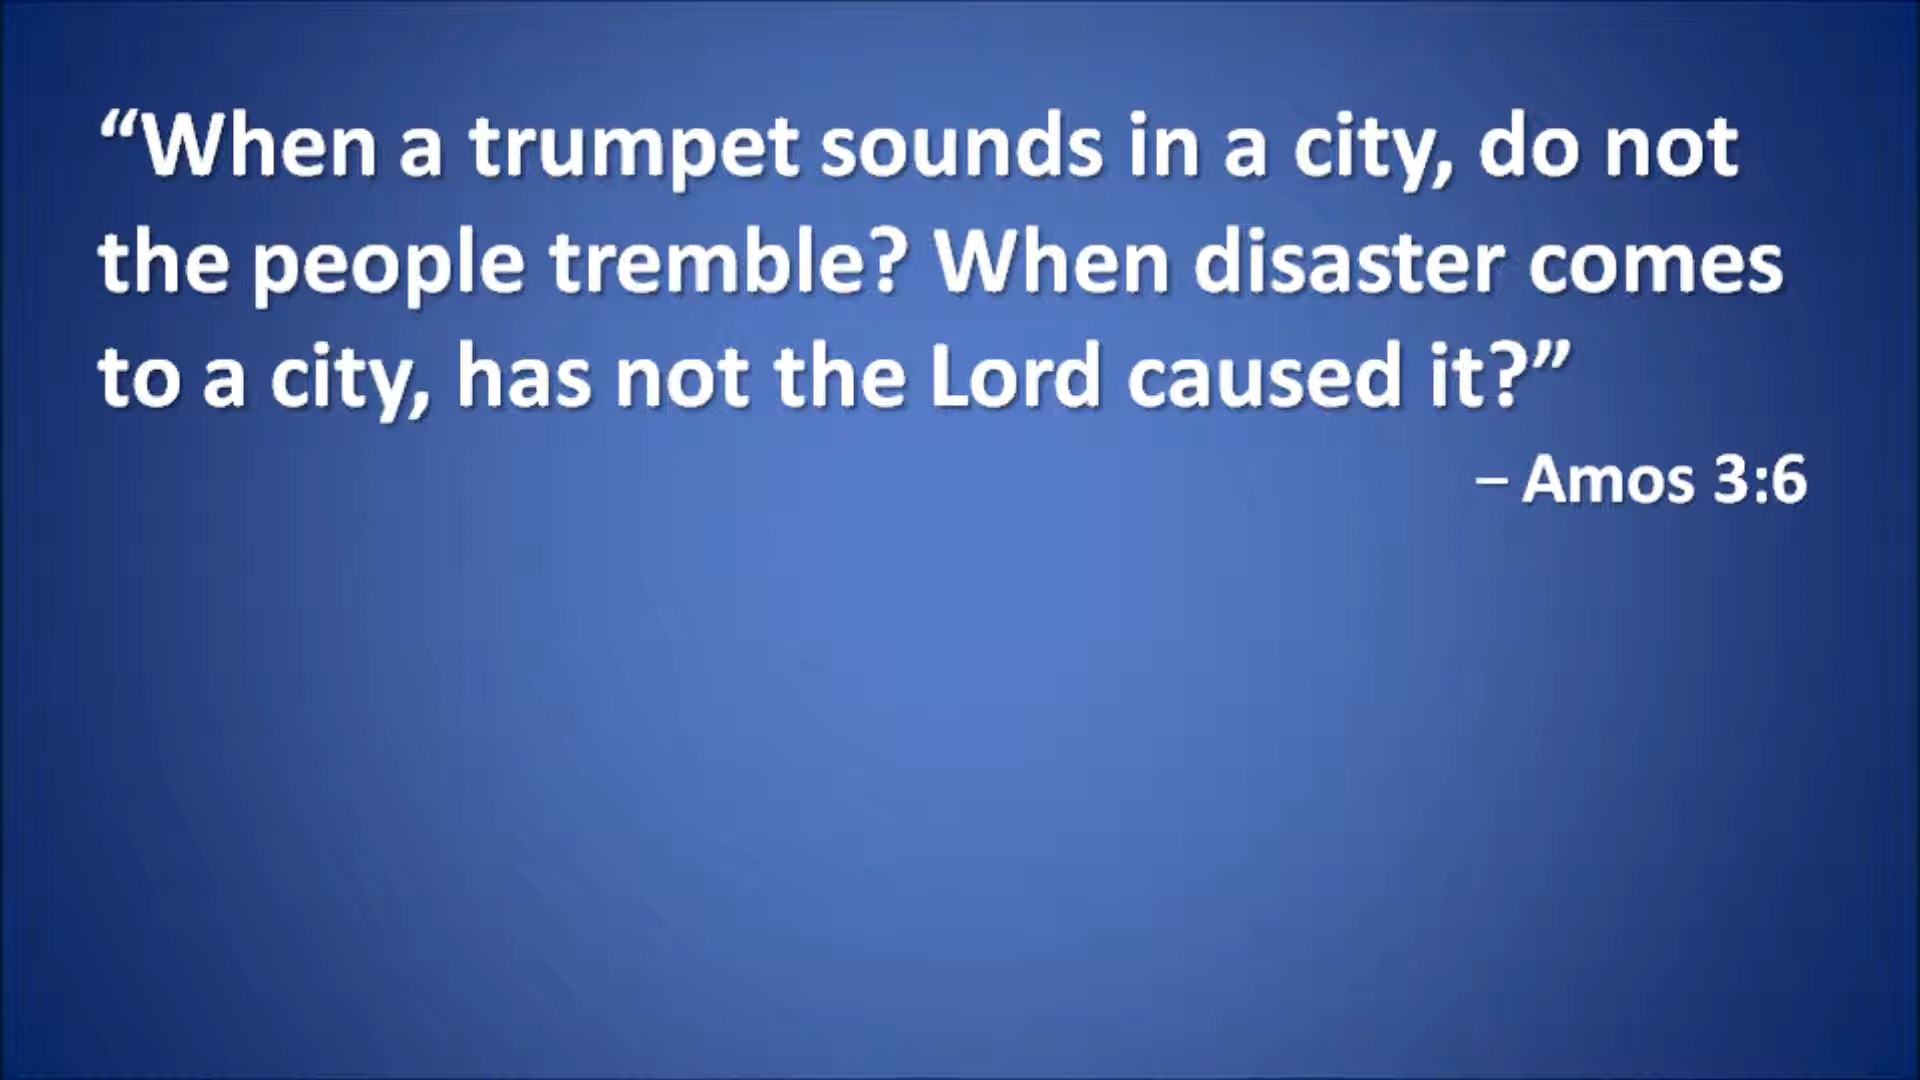 “When a trumpet sounds in a city, do not
the people tremble? When disaster comes
to a city, has not the Lord caused it?”
– Amos 3:6